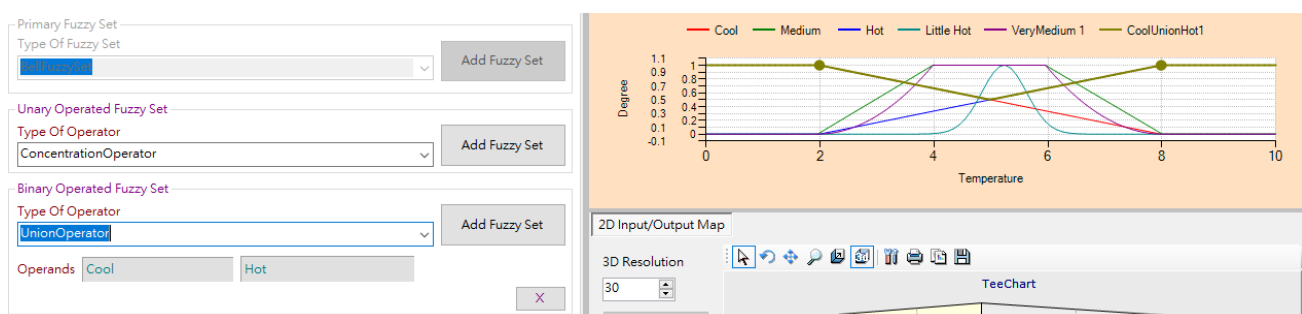 Primary Fuzzy Set
Type Of Fuzzy Set
BellFuzzySet
Add Fuzzy Set
Unary Operated Fuzzy Set
Type Of Operator
ConcentrationOperator
Add Fuzzy Set
Binary Operated Fuzzy Set
Type Of Operator
UnionOperator
Add Fuzzy Set
Operands Cool Hot
X
Cool Medium Hot Little Hot VeryMedium 1 CoolUnionHot1
Degree
1.1
0.9
0.7
0.5
0.3
0.1
-0.1
1
0.8
0.6
0.4
0.2
0
0 2 4 6 8 10
Temperature
2D Input/Output Map
3D Resolution
30
3D
TeeChart